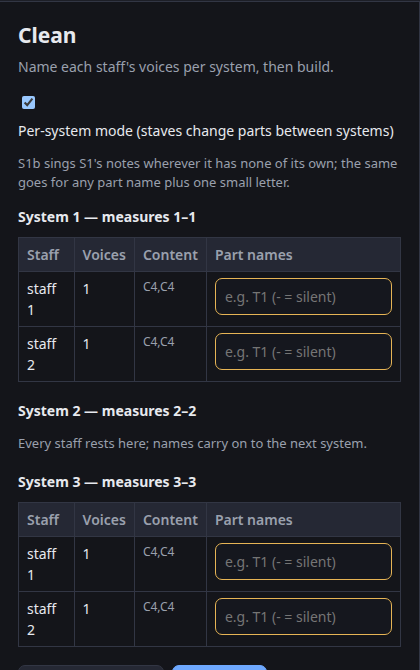 Clean
Name each staff's voices per system, then build.
Per-system mode (staves change parts between systems)
S1b sings S1's notes wherever it has none of its own; the same
goes for any part name plus one small letter.
System 1 — measures 1–1
Staff Voices Content Part names
staff 1 1 C4,C4 e.g. T1 (- = silent)
staff 2 1 C4,C4 e.g. T1 (- = silent)
System 2 — measures 2–2
Every staff rests here; names carry on to the next system.
System 3 — measures 3–3
Staff Voices Content Part names
staff 1 1 C4,C4 e.g. T1 (- = silent)
staff 2 1 C4,C4 e.g. T1 (- = silent)